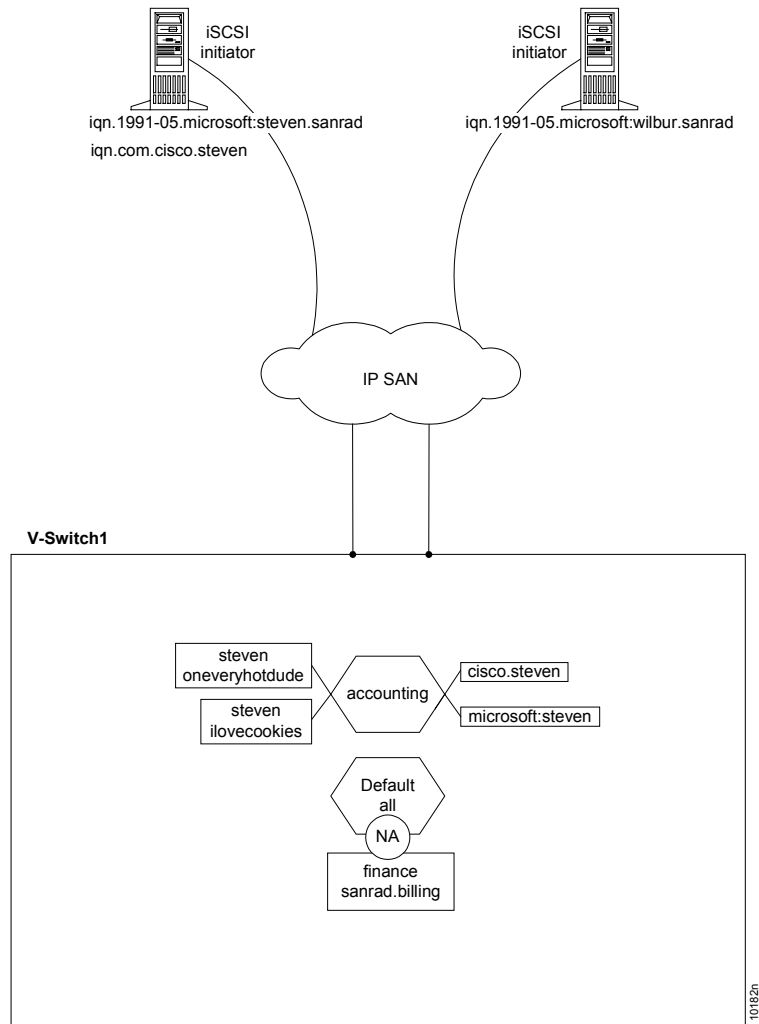 iSCSI
initiator
iSCSI
initiator
iqn.1991-05.microsoft:steven.sanrad
iqn.com.cisco.steven
iqn.1991-05.microsoft:wilbur.sanrad
IP SAN
V-Switch1
steven
oneveryhotdude
steven
ilovecookies
accounting
cisco.steven
microsoft:steven
Default
all
NA
finance
sanrad.billing
10182n